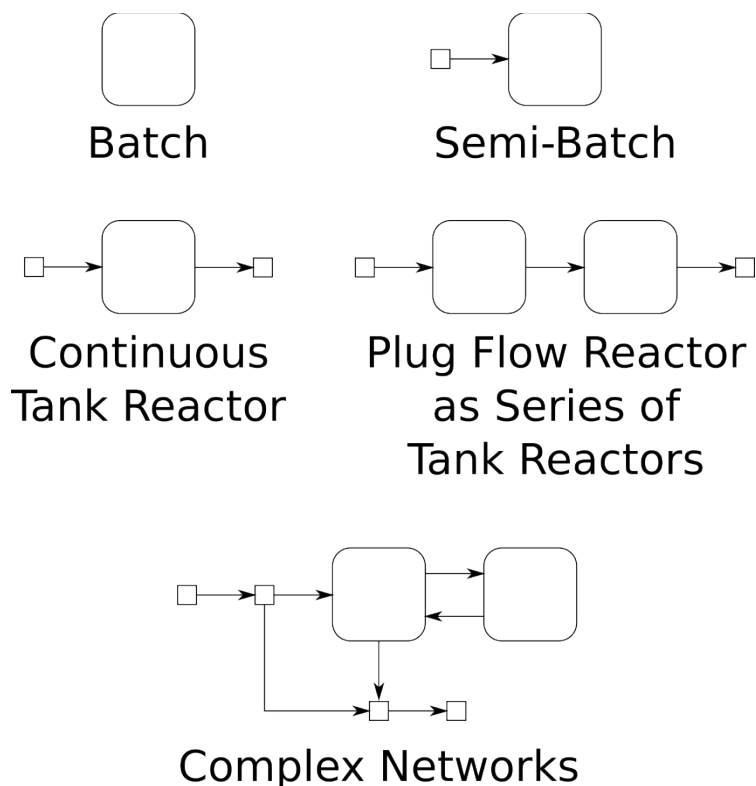 Batch
Semi-Batch
Continuous
Tank Reactor
Plug Flow Reactor
as Series of
Tank Reactors
Complex Networks